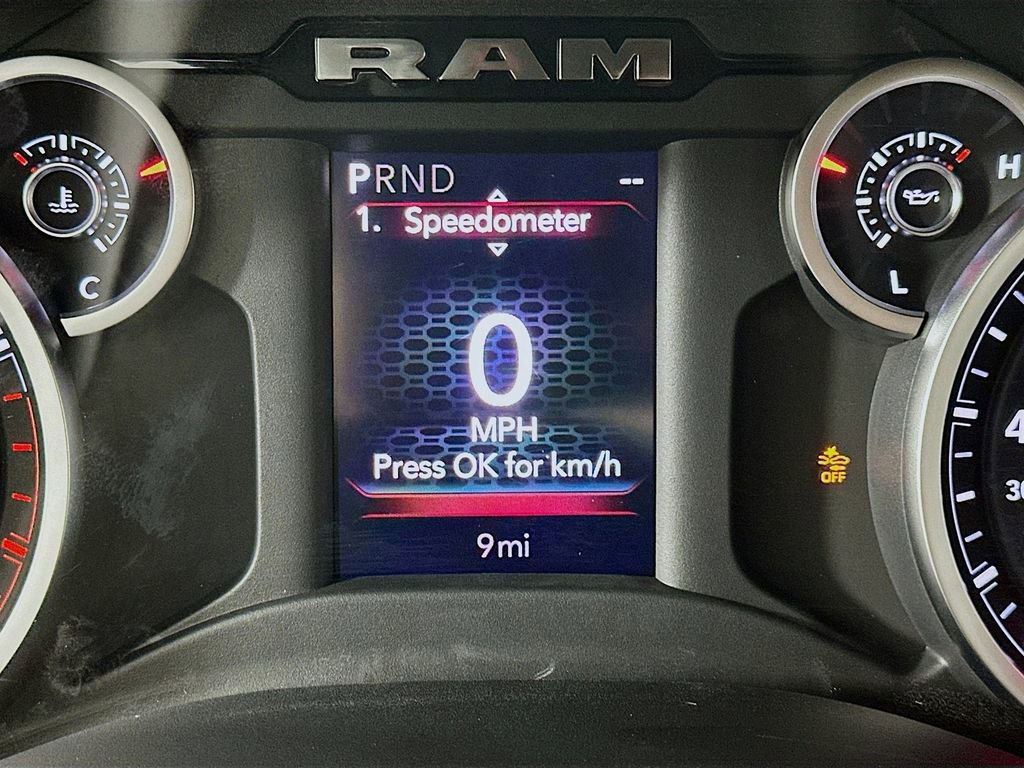 RAM
PRND --
1. Speedometer
H
C
L
0
MPH
Press OK for km/h
OFF
9mi